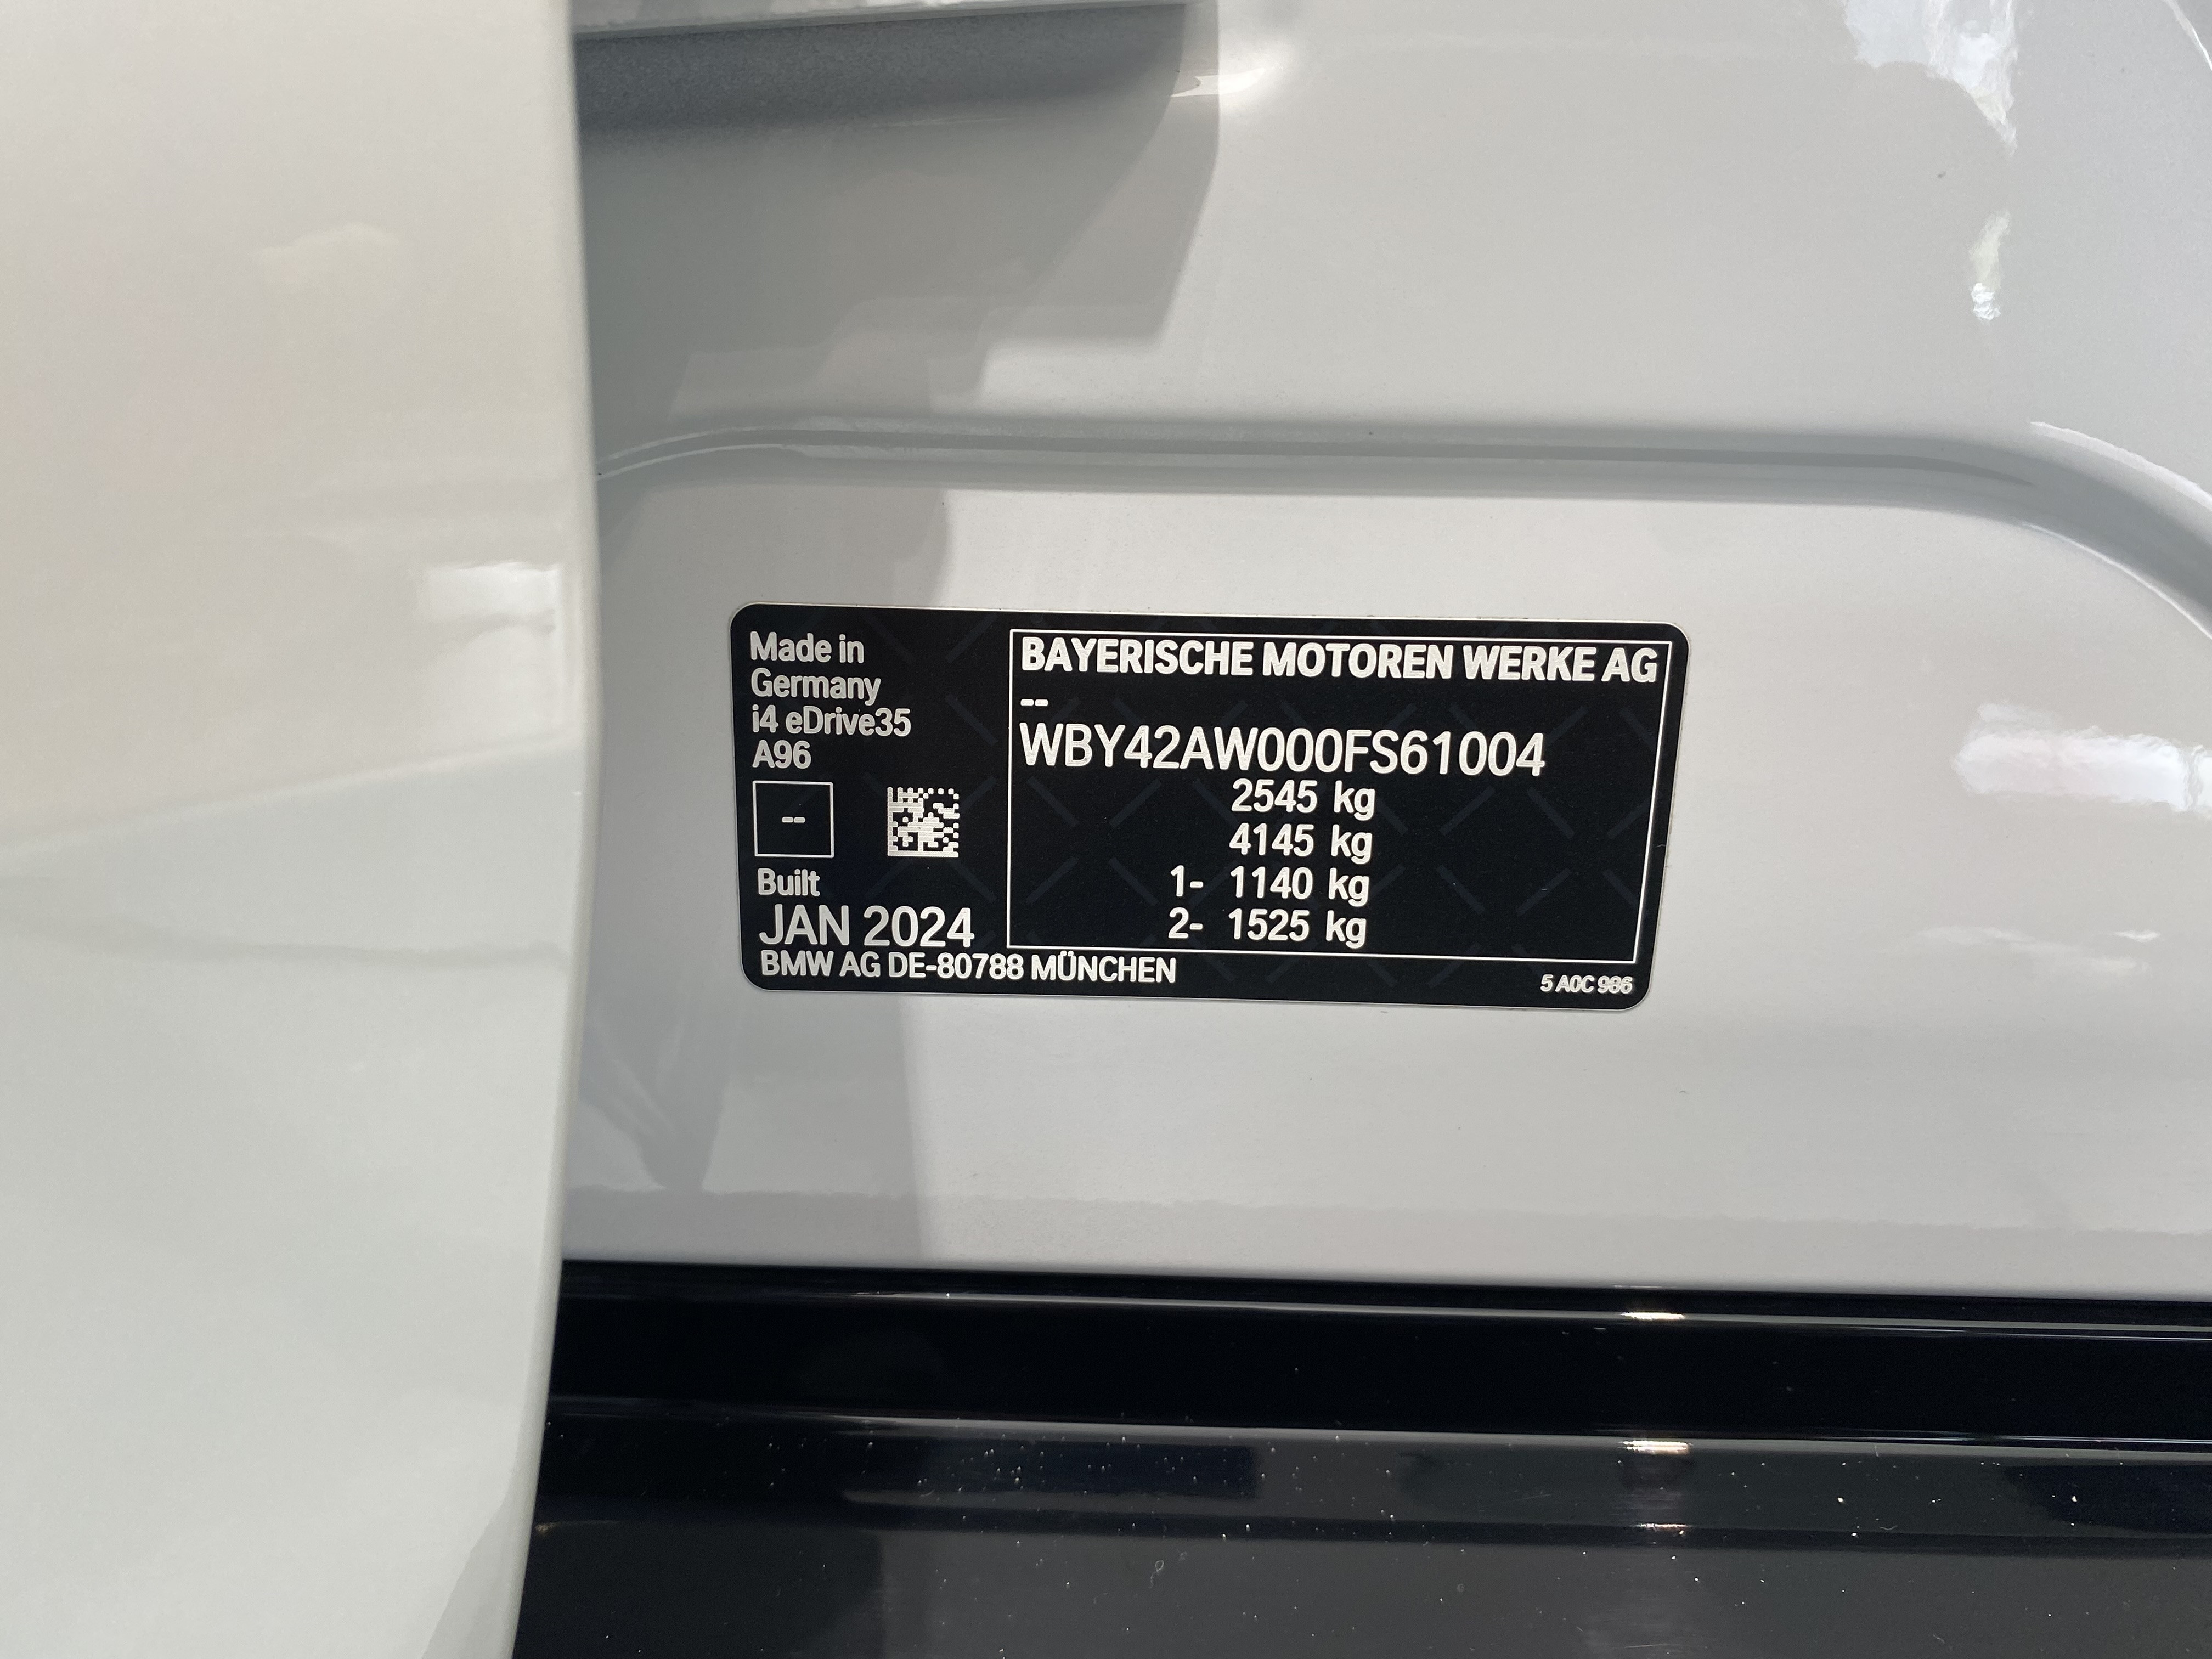 Made in
Germany
i4 eDrive35
A96
--
Built
JAN 2024
BAYERISCHE MOTOREN WERKE AG
--
WBY42AW000FS61004
2545 kg
4145 kg
1- 1140 kg
2- 1525 kg
BMW AG DE-80788 MÜNCHEN
5 A0C 986